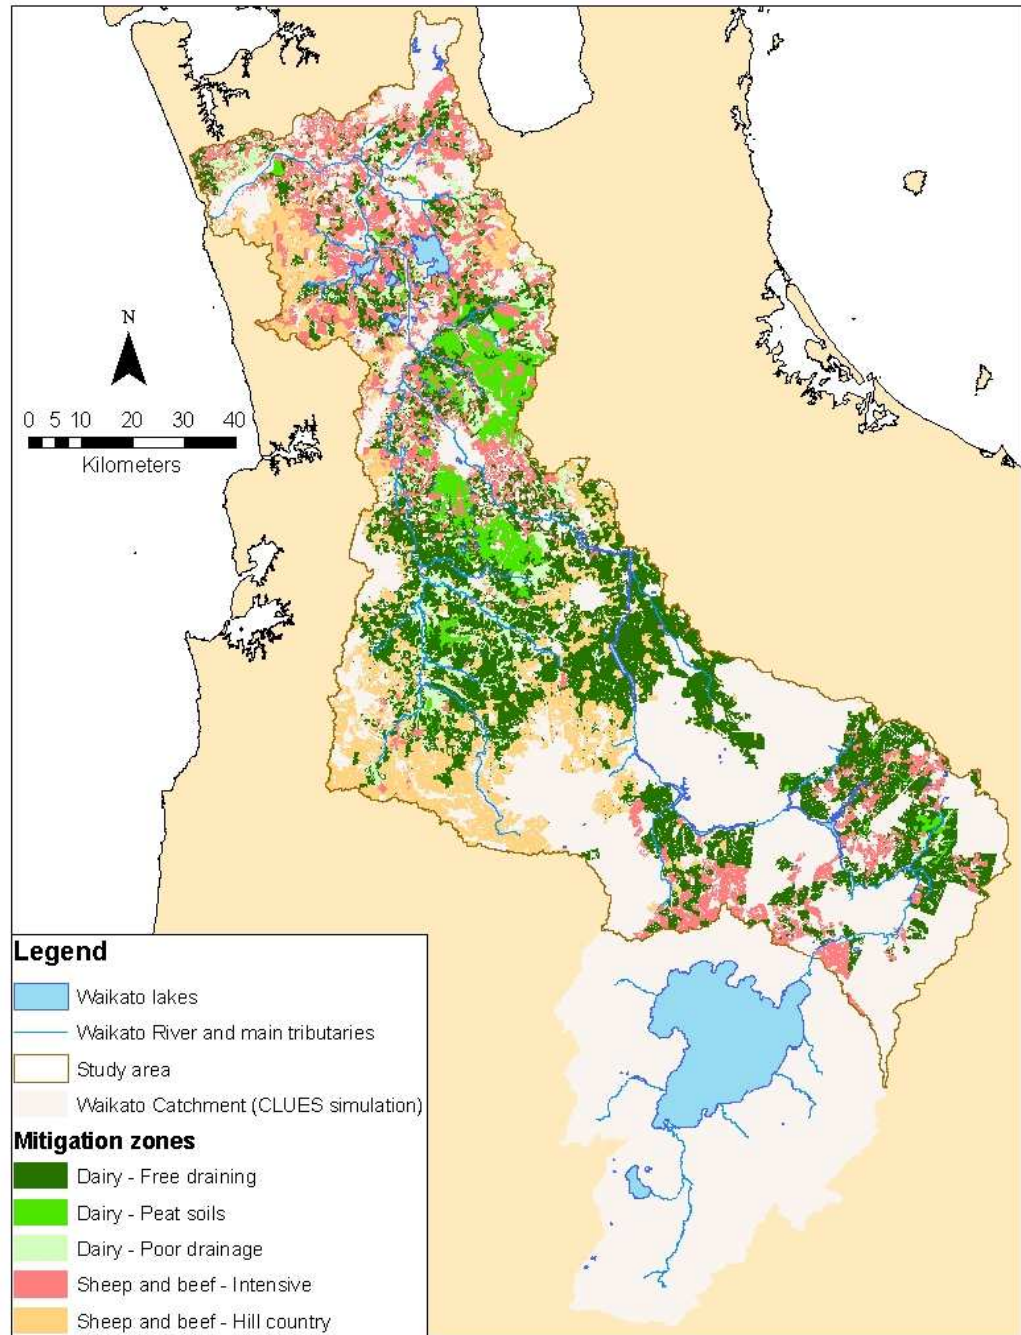 N
0 5 10 20 30 40
Kilometers
Legend
Waikato lakes
Waikato River and main tributaries
Study area
Waikato Catchment (CLUES simulation)
Mitigation zones
Dairy - Free draining
Dairy - Peat soils
Dairy - Poor drainage
Sheep and beef - Intensive
Sheep and beef - Hill country